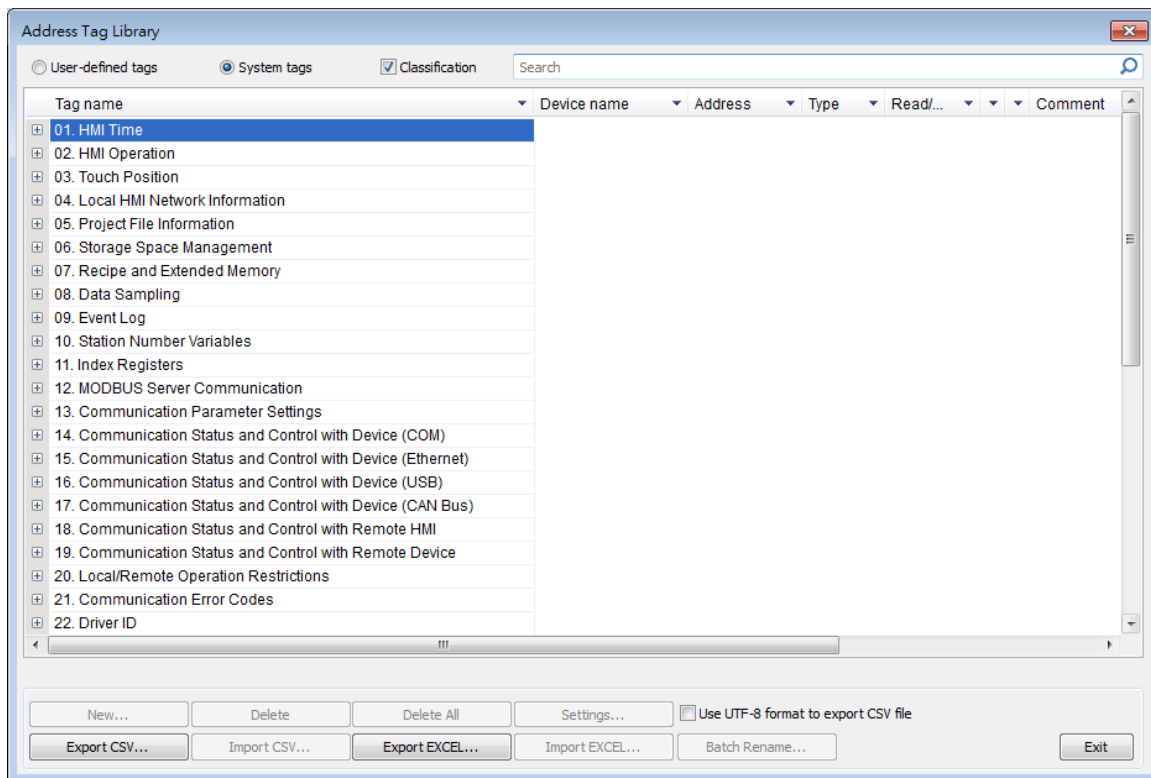 Address Tag Library
User-defined tags System tags Classification Search
Tag name Device name Address Type Read/... Comment
01. HMI Time
02. HMI Operation
03. Touch Position
04. Local HMI Network Information
05. Project File Information
06. Storage Space Management
07. Recipe and Extended Memory
08. Data Sampling
09. Event Log
10. Station Number Variables
11. Index Registers
12. MODBUS Server Communication
13. Communication Parameter Settings
14. Communication Status and Control with Device (COM)
15. Communication Status and Control with Device (Ethernet)
16. Communication Status and Control with Device (USB)
17. Communication Status and Control with Device (CAN Bus)
18. Communication Status and Control with Remote HMI
19. Communication Status and Control with Remote Device
20. Local/Remote Operation Restrictions
21. Communication Error Codes
22. Driver ID
New... Delete Delete All Settings... Use UTF-8 format to export CSV file
Export CSV... Import CSV... Export EXCEL... Import EXCEL... Batch Rename... Exit